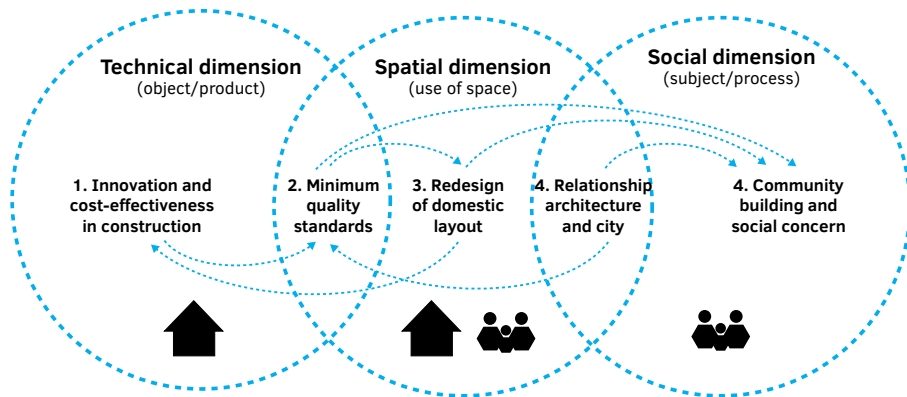 Technical dimension
(object/product)
Spatial dimension
(use of space)
Social dimension
(subject/process)
1. Innovation and
cost-effectiveness
in construction
2. Minimum
quality
standards
3. Redesign
of domestic
layout
4. Relationship
architecture
and city
4. Community
building and
social concern